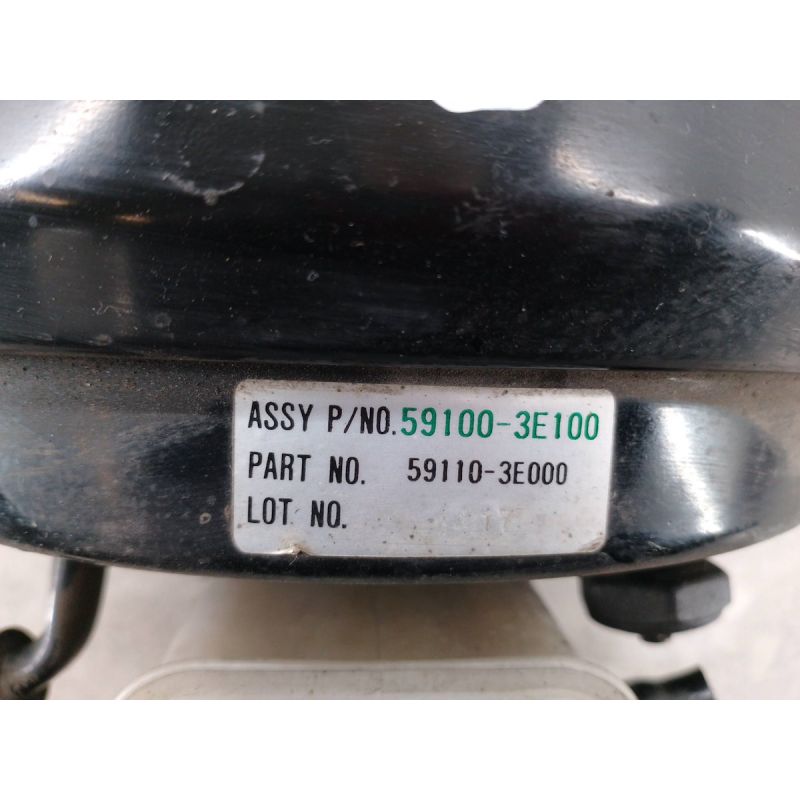 ASSY P/NO. 59100-3E100
PART NO. 59110-3E000
LOT NO.